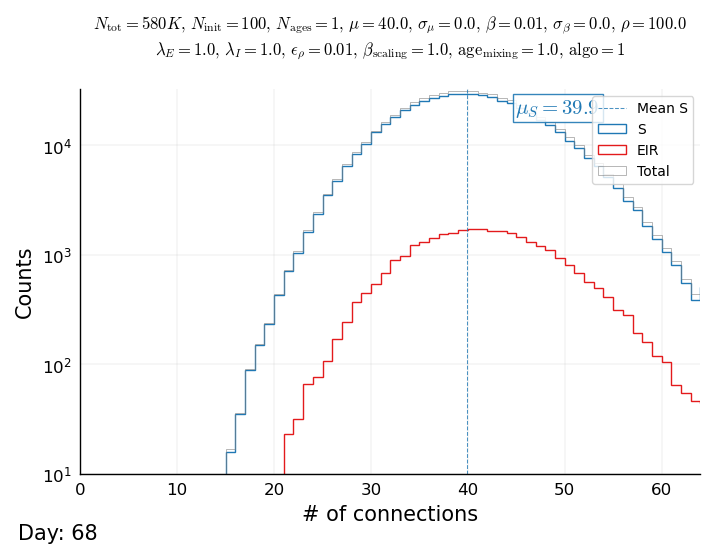 N_tot = 580K, N_init = 100, N_ages = 1, μ = 40.0, σ_μ = 0.0, β = 0.01, σ_β = 0.0, ρ = 100.0
λ_E = 1.0, λ_I = 1.0, ϵ_ρ = 0.01, β_scaling = 1.0, age_mixing = 1.0, algo = 1
μ_S = 39.9
Mean S
S
EIR
Total
Counts
10^4
10^3
10^2
10^1
0 10 20 30 40 50 60
# of connections
Day: 68